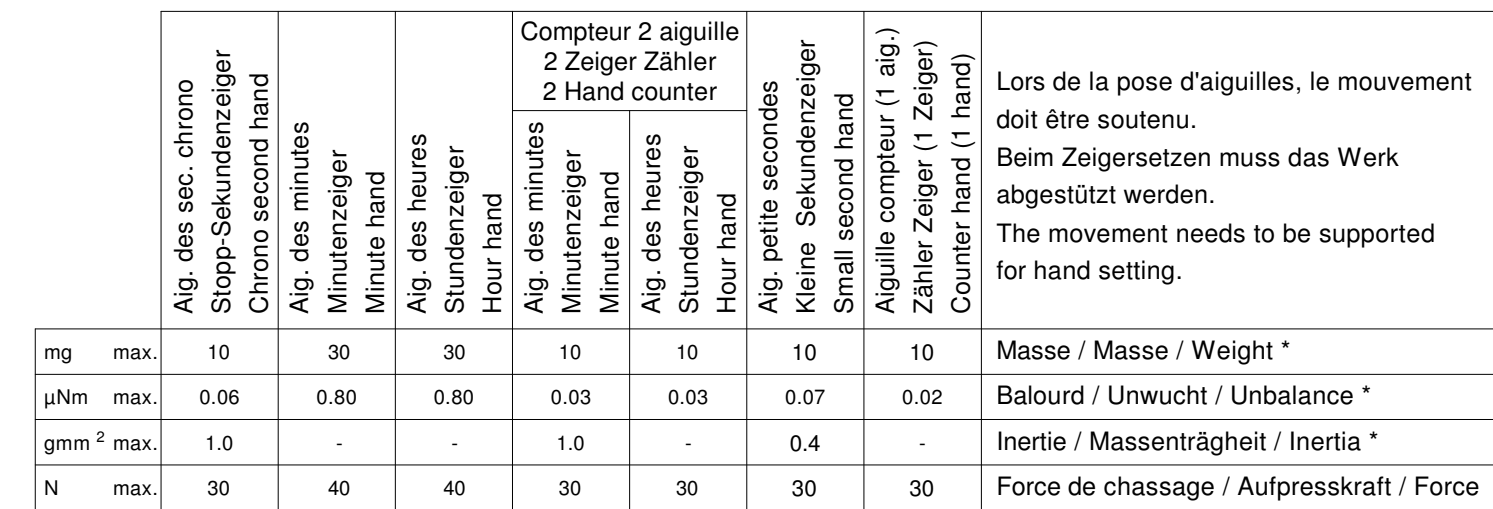 Aig. des sec. chrono
Stopp-Sekundenzeiger
Chrono second hand
Aig. des minutes
Minutenzeiger
Minute hand
Aig. des heures
Stundenzeiger
Hour hand
Compteur 2 aiguille
2 Zeiger Zähler
2 Hand counter
Aig. des minutes
Minutenzeiger
Minute hand
Aig. des heures
Stundenzeiger
Hour hand
Aig. petite secondes
Kleine Sekundenzeiger
Small second hand
Aiguille compteur (1 aig.)
Zähler Zeiger (1 Zeiger)
Counter hand (1 hand)
Lors de la pose d'aiguilles, le mouvement
doit être soutenu.
Beim Zeigersetzen muss das Werk
abgestützt werden.
The movement needs to be supported
for hand setting.
mg max. 10 30 30 10 10 10 10 Masse / Masse / Weight *
µNm max. 0.06 0.80 0.80 0.03 0.03 0.07 0.02 Balourd / Unwucht / Unbalance *
gmm ² max. 1.0 - - 1.0 - 0.4 - Inertie / Massenträgheit / Inertia *
N max. 30 40 40 30 30 30 30 Force de chassage / Aufpresskraft / Force